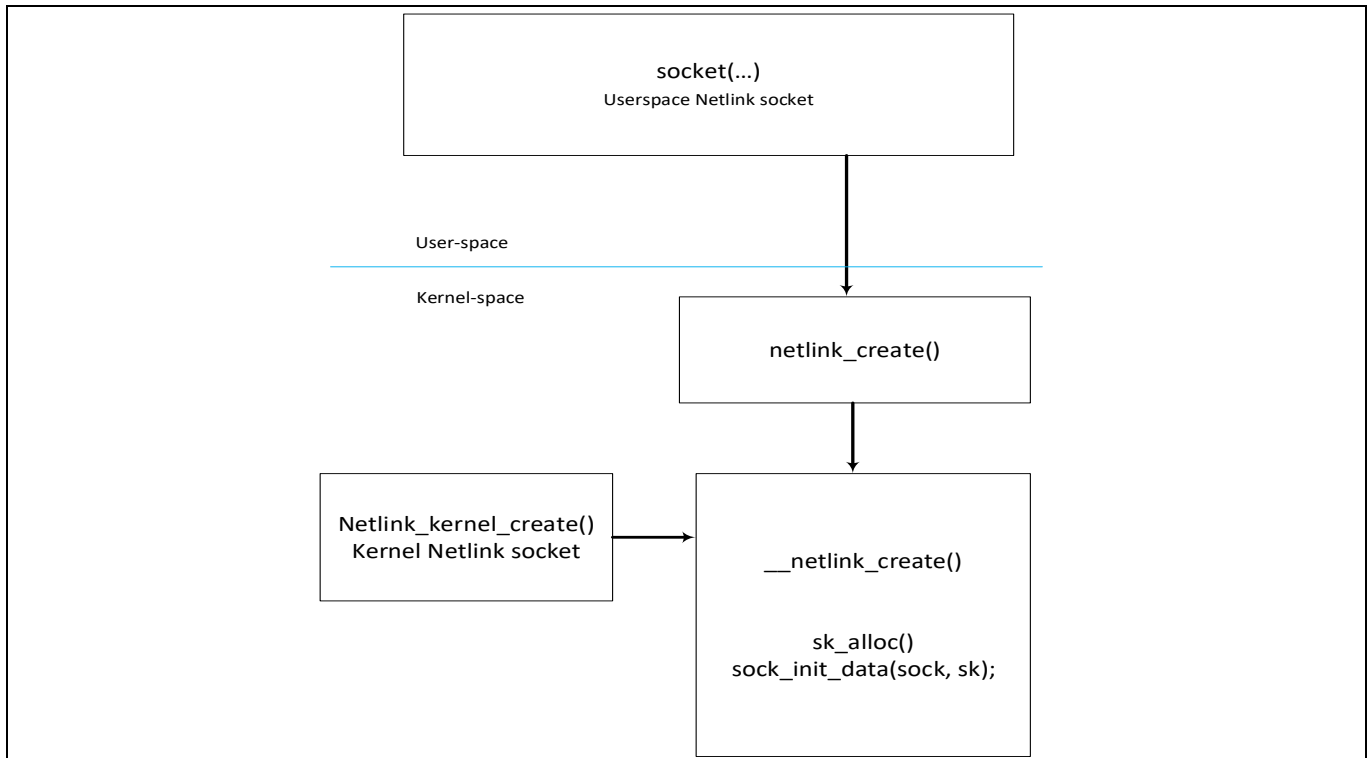 socket(...)
Userspace Netlink socket
User-space
Kernel-space
netlink_create()
Netlink_kernel_create()
Kernel Netlink socket
__netlink_create()
sk_alloc()
sock_init_data(sock, sk);